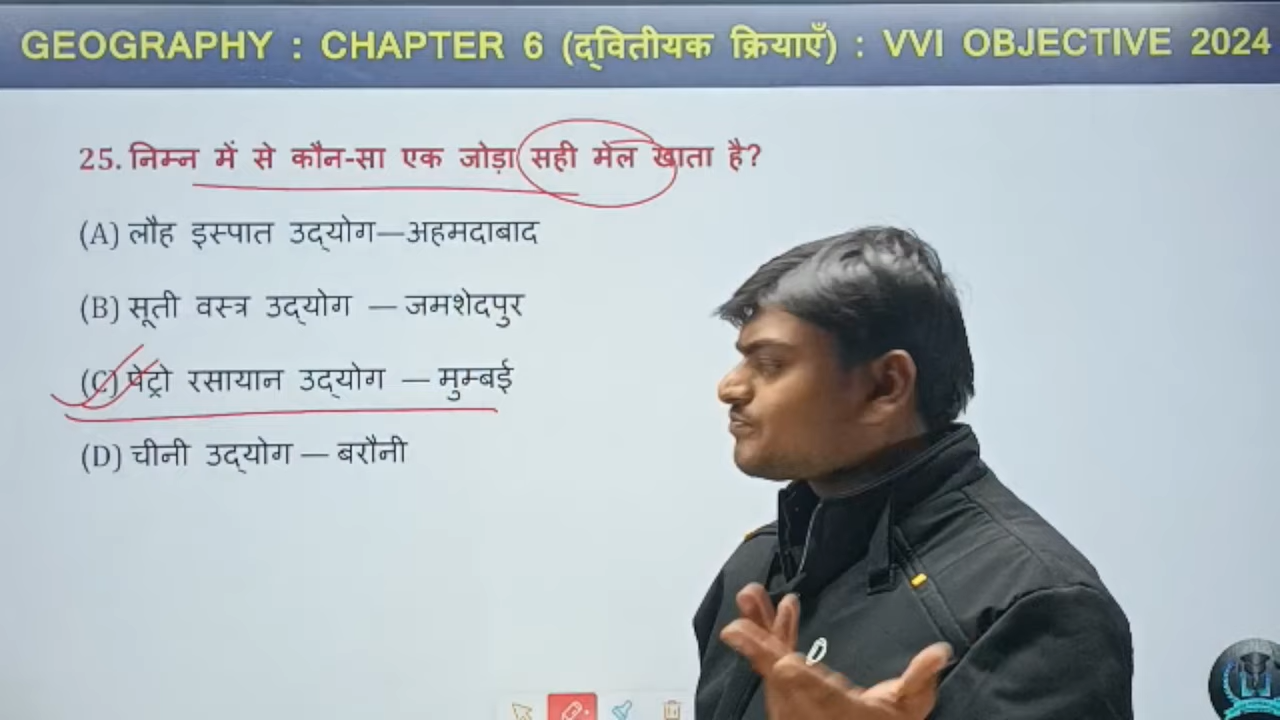 GEOGRAPHY : CHAPTER 6 (द्वितीयक क्रियाएँ) : VVI OBJECTIVE 2024
25. निम्न में से कौन-सा एक जोड़ा सही मेल खाता है?
(A) लौह इस्पात उद्योग—अहमदाबाद
(B) सूती वस्त्र उद्योग — जमशेदपुर
(C) पेट्रो रसायान उद्योग — मुम्बई
(D) चीनी उद्योग — बरौनी